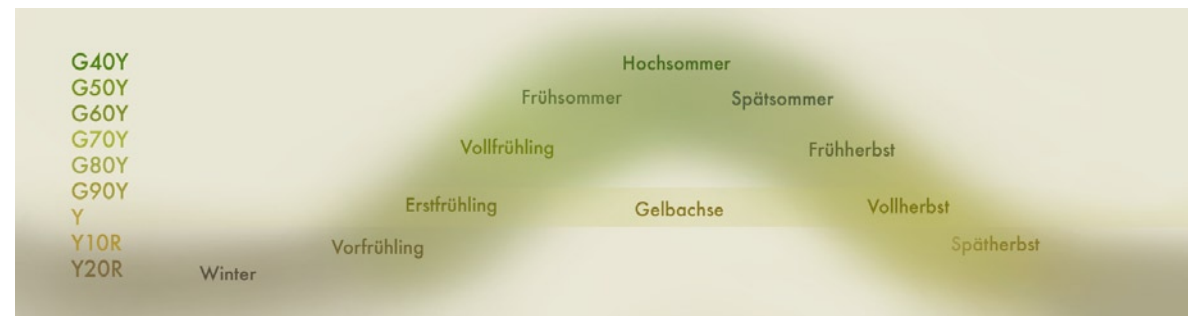 G40Y
G50Y
G60Y
G70Y
G80Y
G90Y
Y
Y10R
Y20R
Winter
Vorfrühling
Erstfrühling
Vollfrühling
Frühsommer
Hochsommer
Spätsommer
Frühherbst
Gelbachse
Vollherbst
Spätherbst